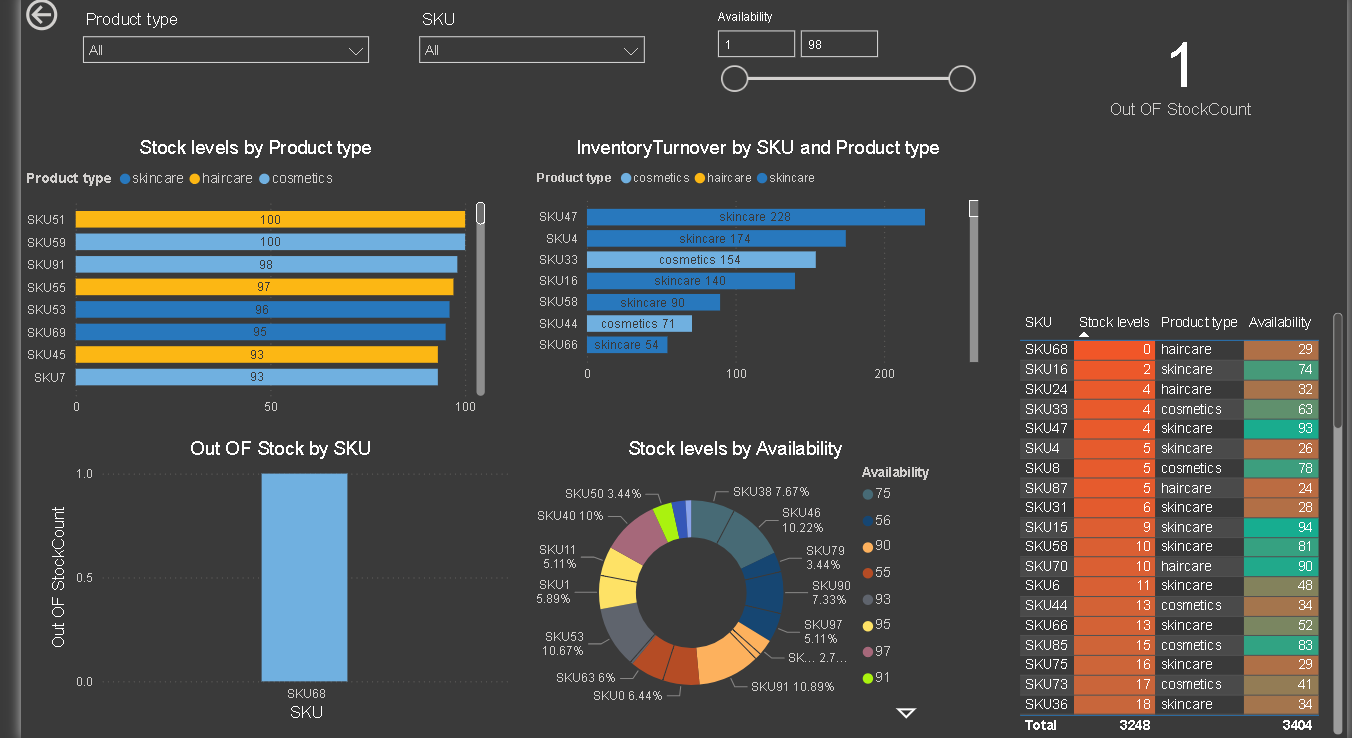 Product type
All
SKU
All
Availability
1 98
1
Out OF StockCount
Stock levels by Product type
Product type skincare haircare cosmetics
SKU51 100
SKU59 100
SKU91 98
SKU55 97
SKU53 96
SKU69 95
SKU45 93
SKU7 93
0 50 100
InventoryTurnover by SKU and Product type
Product type cosmetics haircare skincare
SKU47 skincare 228
SKU4 skincare 174
SKU33 cosmetics 154
SKU16 skincare 140
SKU58 skincare 90
SKU44 cosmetics 71
SKU66 skincare 54
0 100 200
Out OF Stock by SKU
Out OF StockCount
1.0
0.5
0.0
SKU68
SKU
Stock levels by Availability
SKU38 7.67%
SKU46
10.22%
SKU79
3.44%
SKU90
7.33%
SKU97
5.11%
SK... 2.7...
SKU91 10.89%
SKU0 6.44%
SKU63 6%
SKU53
10.67%
SKU1
5.89%
SKU11
5.11%
SKU40 10%
SKU50 3.44%
Availability
75
56
90
55
93
95
97
91
SKU Stock levels Product type Availability
SKU68 0 haircare 29
SKU16 2 skincare 74
SKU24 4 haircare 32
SKU33 4 cosmetics 63
SKU47 4 skincare 93
SKU4 5 skincare 26
SKU8 5 cosmetics 78
SKU87 5 haircare 24
SKU31 6 skincare 28
SKU15 9 skincare 94
SKU58 10 skincare 81
SKU70 10 haircare 90
SKU6 11 skincare 48
SKU44 13 cosmetics 34
SKU66 13 skincare 52
SKU85 15 cosmetics 83
SKU75 16 skincare 29
SKU73 17 cosmetics 41
SKU36 18 skincare 34
Total 3248 3404